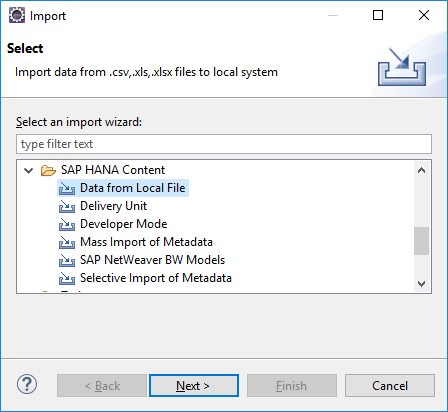 Import
Select
Import data from .csv,.xls,.xlsx files to local system
Select an import wizard:
type filter text
SAP HANA Content
Data from Local File
Delivery Unit
Developer Mode
Mass Import of Metadata
SAP NetWeaver BW Models
Selective Import of Metadata
?
< Back
Next >
Finish
Cancel